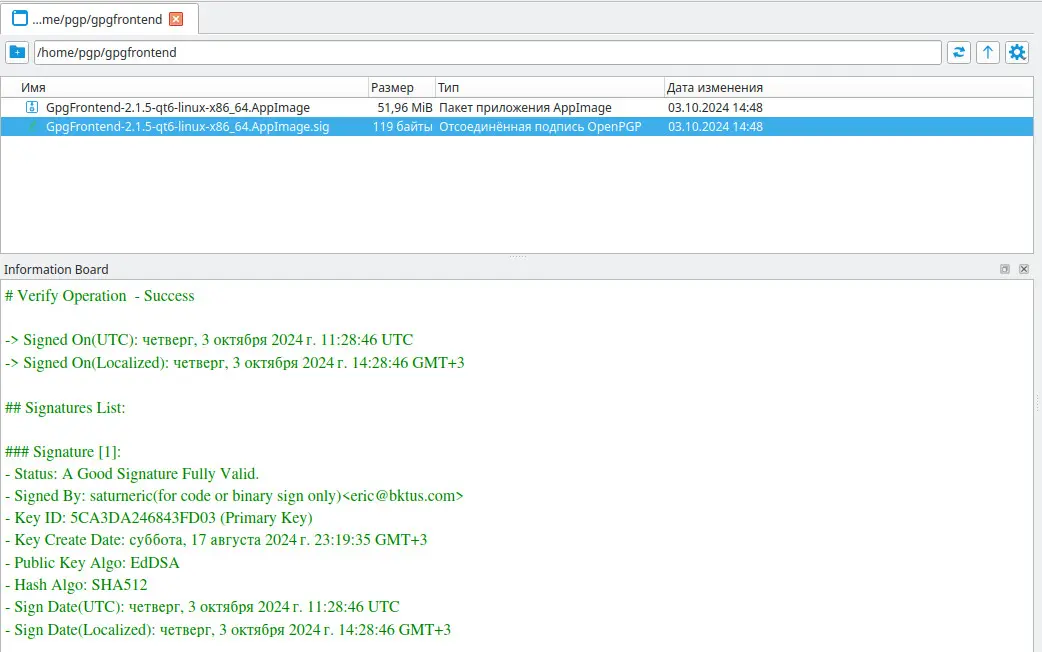 ...me/pgp/gpgfrontend
/home/pgp/gpgfrontend
Имя Размер Тип Дата изменения
GpgFrontend-2.1.5-qt6-linux-x86_64.AppImage 51,96 MiB Пакет приложения AppImage 03.10.2024 14:48
GpgFrontend-2.1.5-qt6-linux-x86_64.AppImage.sig 119 байты Отсоединённая подпись OpenPGP 03.10.2024 14:48
Information Board
# Verify Operation - Success
-> Signed On(UTC): четверг, 3 октября 2024 г. 11:28:46 UTC
-> Signed On(Localized): четверг, 3 октября 2024 г. 14:28:46 GMT+3
## Signatures List:
### Signature [1]:
- Status: A Good Signature Fully Valid.
- Signed By: saturneric(for code or binary sign only)<eric@bktus.com>
- Key ID: 5CA3DA246843FD03 (Primary Key)
- Key Create Date: суббота, 17 августа 2024 г. 23:19:35 GMT+3
- Public Key Algo: EdDSA
- Hash Algo: SHA512
- Sign Date(UTC): четверг, 3 октября 2024 г. 11:28:46 UTC
- Sign Date(Localized): четверг, 3 октября 2024 г. 14:28:46 GMT+3